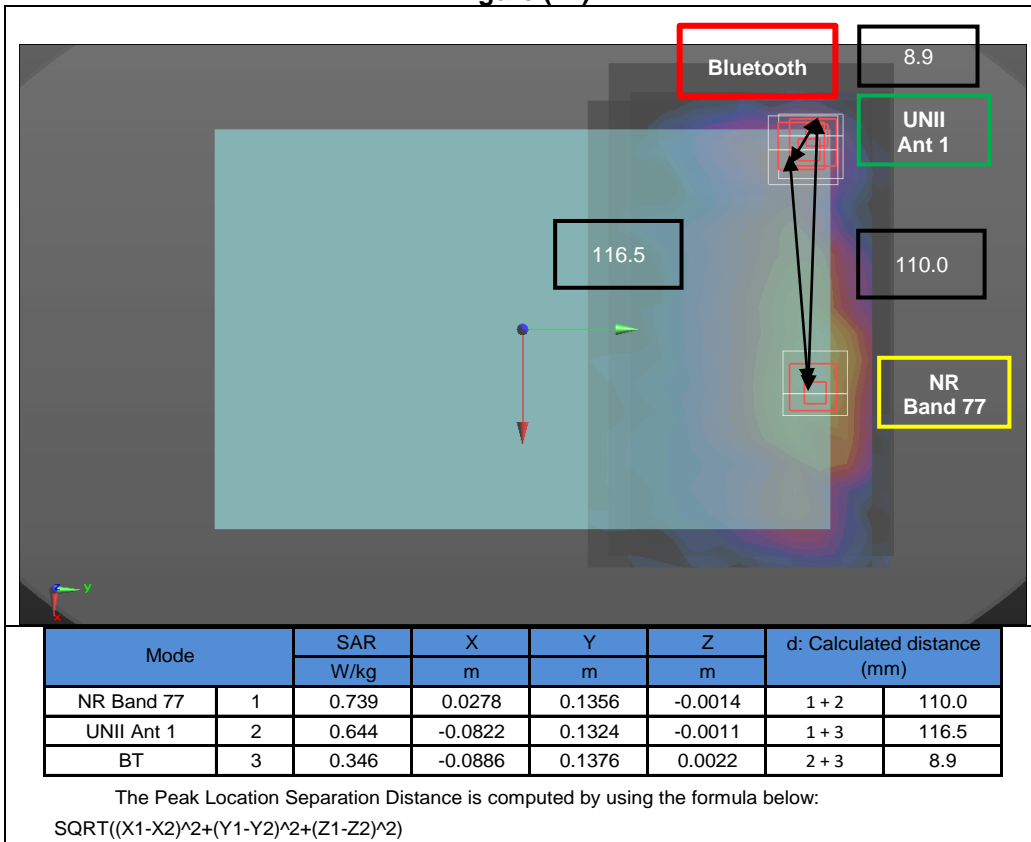 Bluetooth
8.9
UNII
Ant 1
116.5
110.0
NR
Band 77
z
y
x
Mode SAR X Y Z d: Calculated distance
W/kg m m m (mm)
NR Band 77 1 0.739 0.0278 0.1356 -0.0014 1 + 2 110.0
UNII Ant 1 2 0.644 -0.0822 0.1324 -0.0011 1 + 3 116.5
BT 3 0.346 -0.0886 0.1376 0.0022 2 + 3 8.9
The Peak Location Separation Distance is computed by using the formula below:
SQRT((X1-X2)^2+(Y1-Y2)^2+(Z1-Z2)^2)